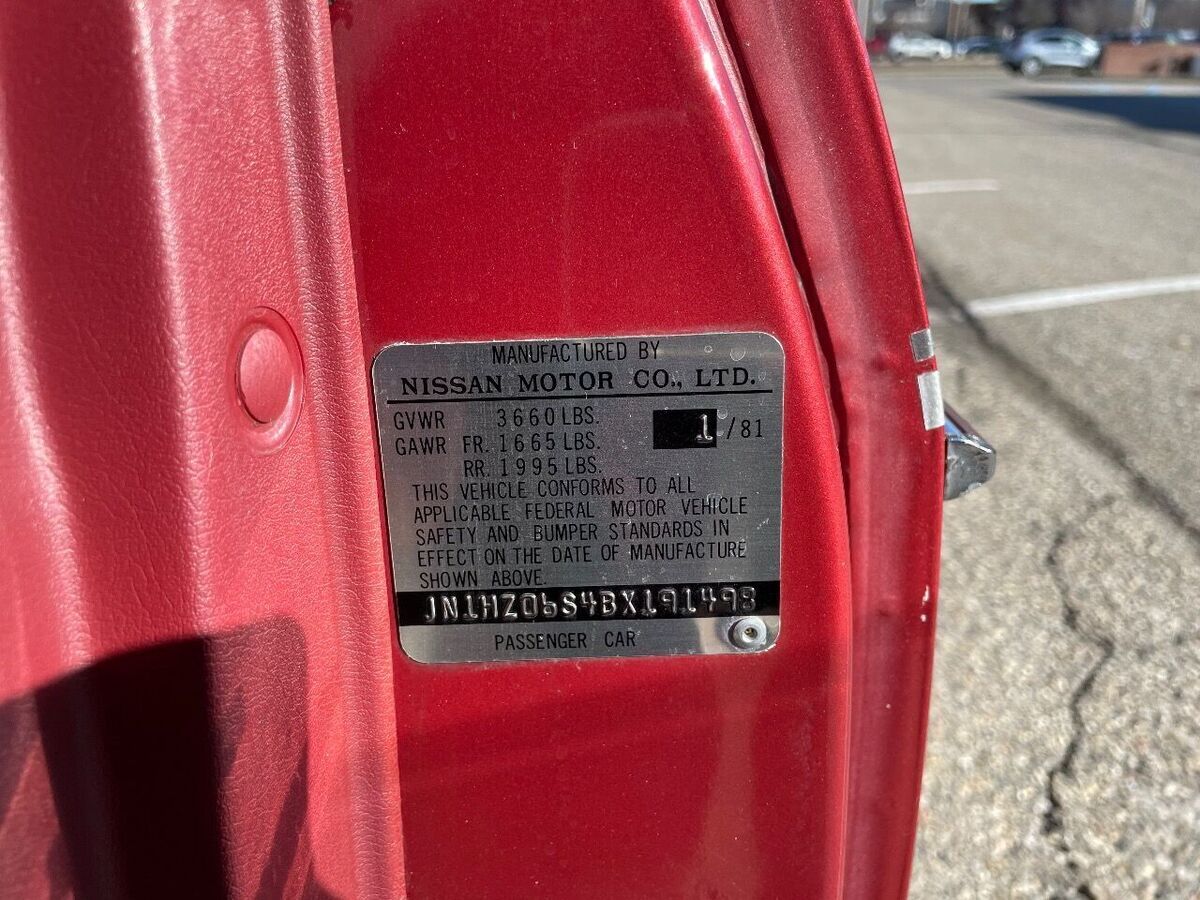 MANUFACTURED BY
NISSAN MOTOR CO., LTD.
GVWR 3660 LBS.
1/81
GAWR FR. 1665 LBS.
RR. 1995 LBS.
THIS VEHICLE CONFORMS TO ALL
APPLICABLE FEDERAL MOTOR VEHICLE
SAFETY AND BUMPER STANDARDS IN
EFFECT ON THE DATE OF MANUFACTURE
SHOWN ABOVE.
JN1HZ06S4BX191498
PASSENGER CAR